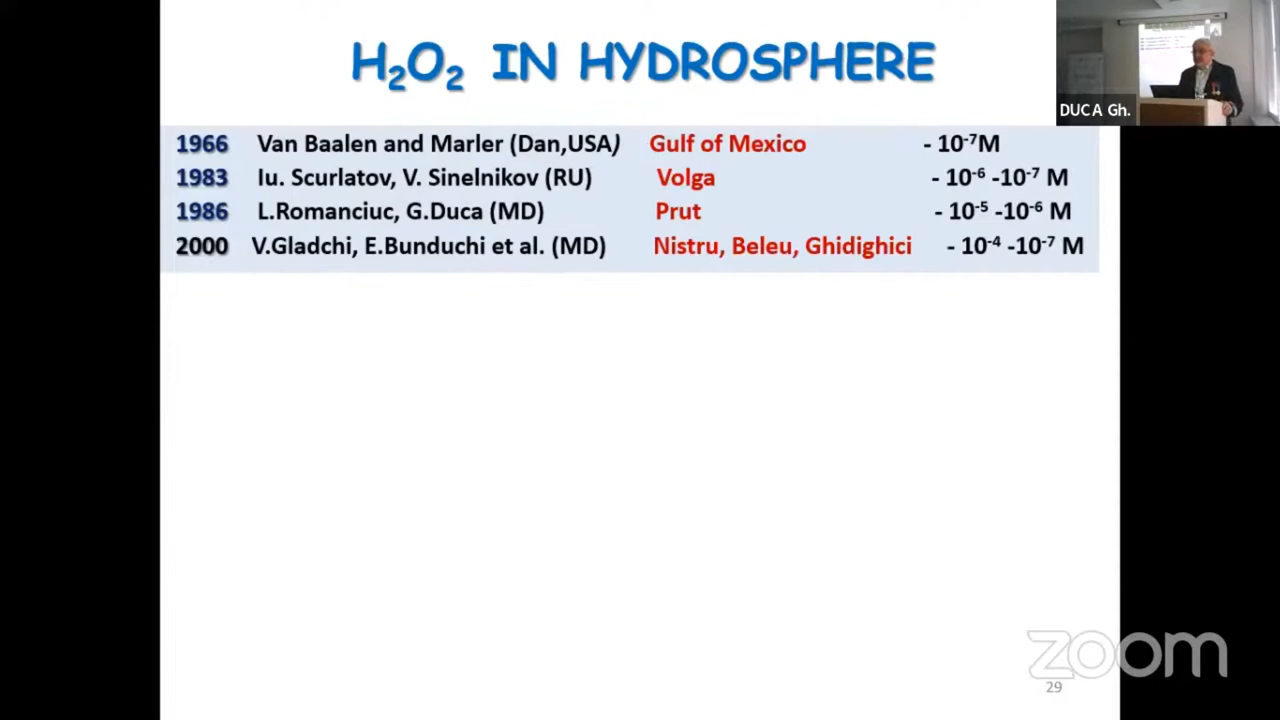 H₂O₂ IN HYDROSPHERE
DUCA Gh.
1966 Van Baalen and Marler (Dan,USA) Gulf of Mexico - 10⁻⁷M
1983 Iu. Scurlatov, V. Sinelnikov (RU) Volga - 10⁻⁶ -10⁻⁷ M
1986 L.Romanciuc, G.Duca (MD) Prut - 10⁻⁵ -10⁻⁶ M
2000 V.Gladchi, E.Bunduchi et al. (MD) Nistru, Beleu, Ghidighici - 10⁻⁴ -10⁻⁷ M
zoom
29